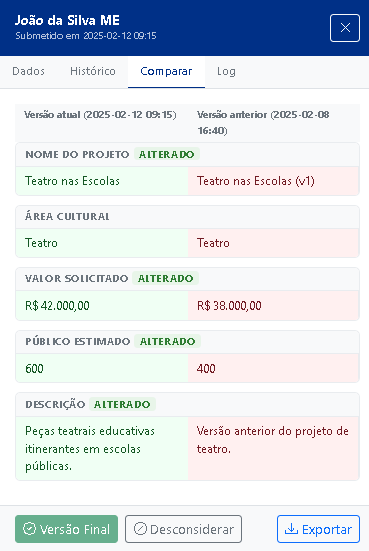 João da Silva ME
Submetido em 2025-02-12 09:15
Dados Histórico Comparar Log
Versão atual (2025-02-12 09:15) Versão anterior (2025-02-08
16:40)
NOME DO PROJETO ALTERADO
Teatro nas Escolas Teatro nas Escolas (v1)
ÁREA CULTURAL
Teatro Teatro
VALOR SOLICITADO ALTERADO
R$ 42.000,00 R$ 38.000,00
PÚBLICO ESTIMADO ALTERADO
600 400
DESCRIÇÃO ALTERADO
Peças teatrais educativas Versão anterior do projeto de
itinerantes em escolas teatro.
públicas.
Versão Final Desconsiderar Exportar